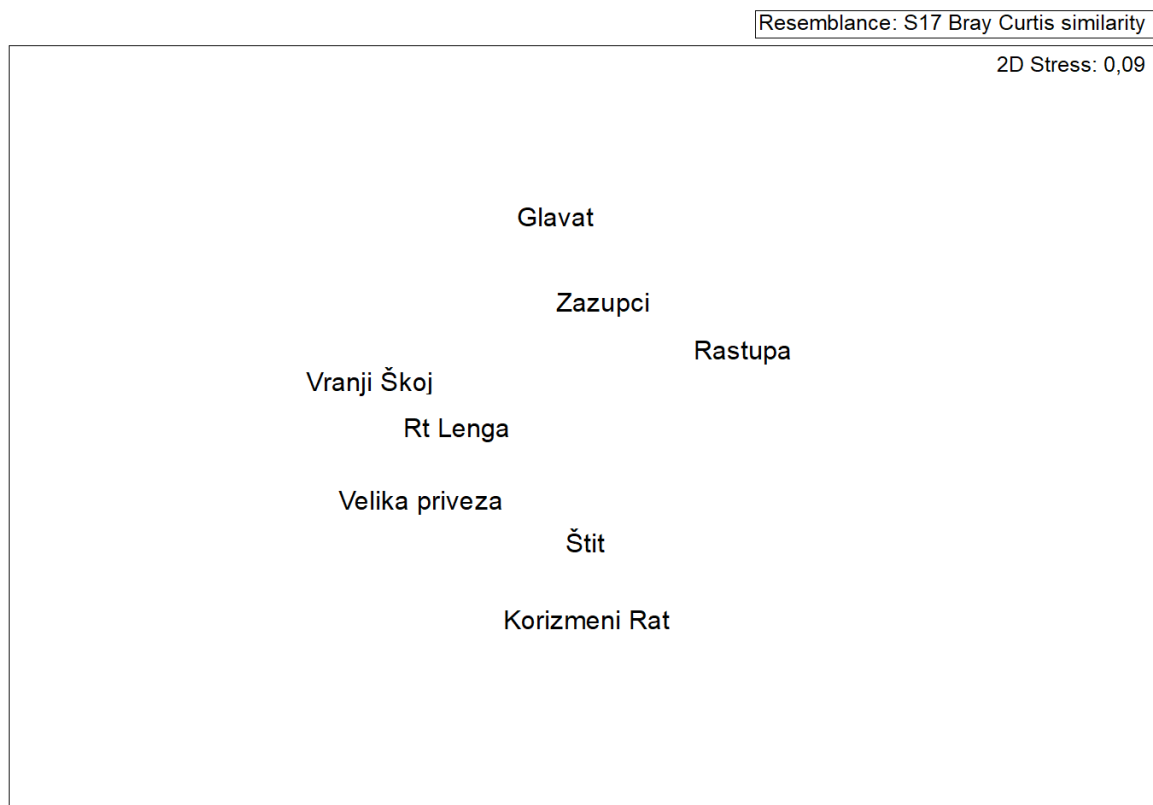 Resemblance: S17 Bray Curtis similarity
2D Stress: 0,09
Glavat
Zazupci
Rastupa
Vranji Škoj
Rt Lenga
Velika priveza
Štit
Korizmeni Rat